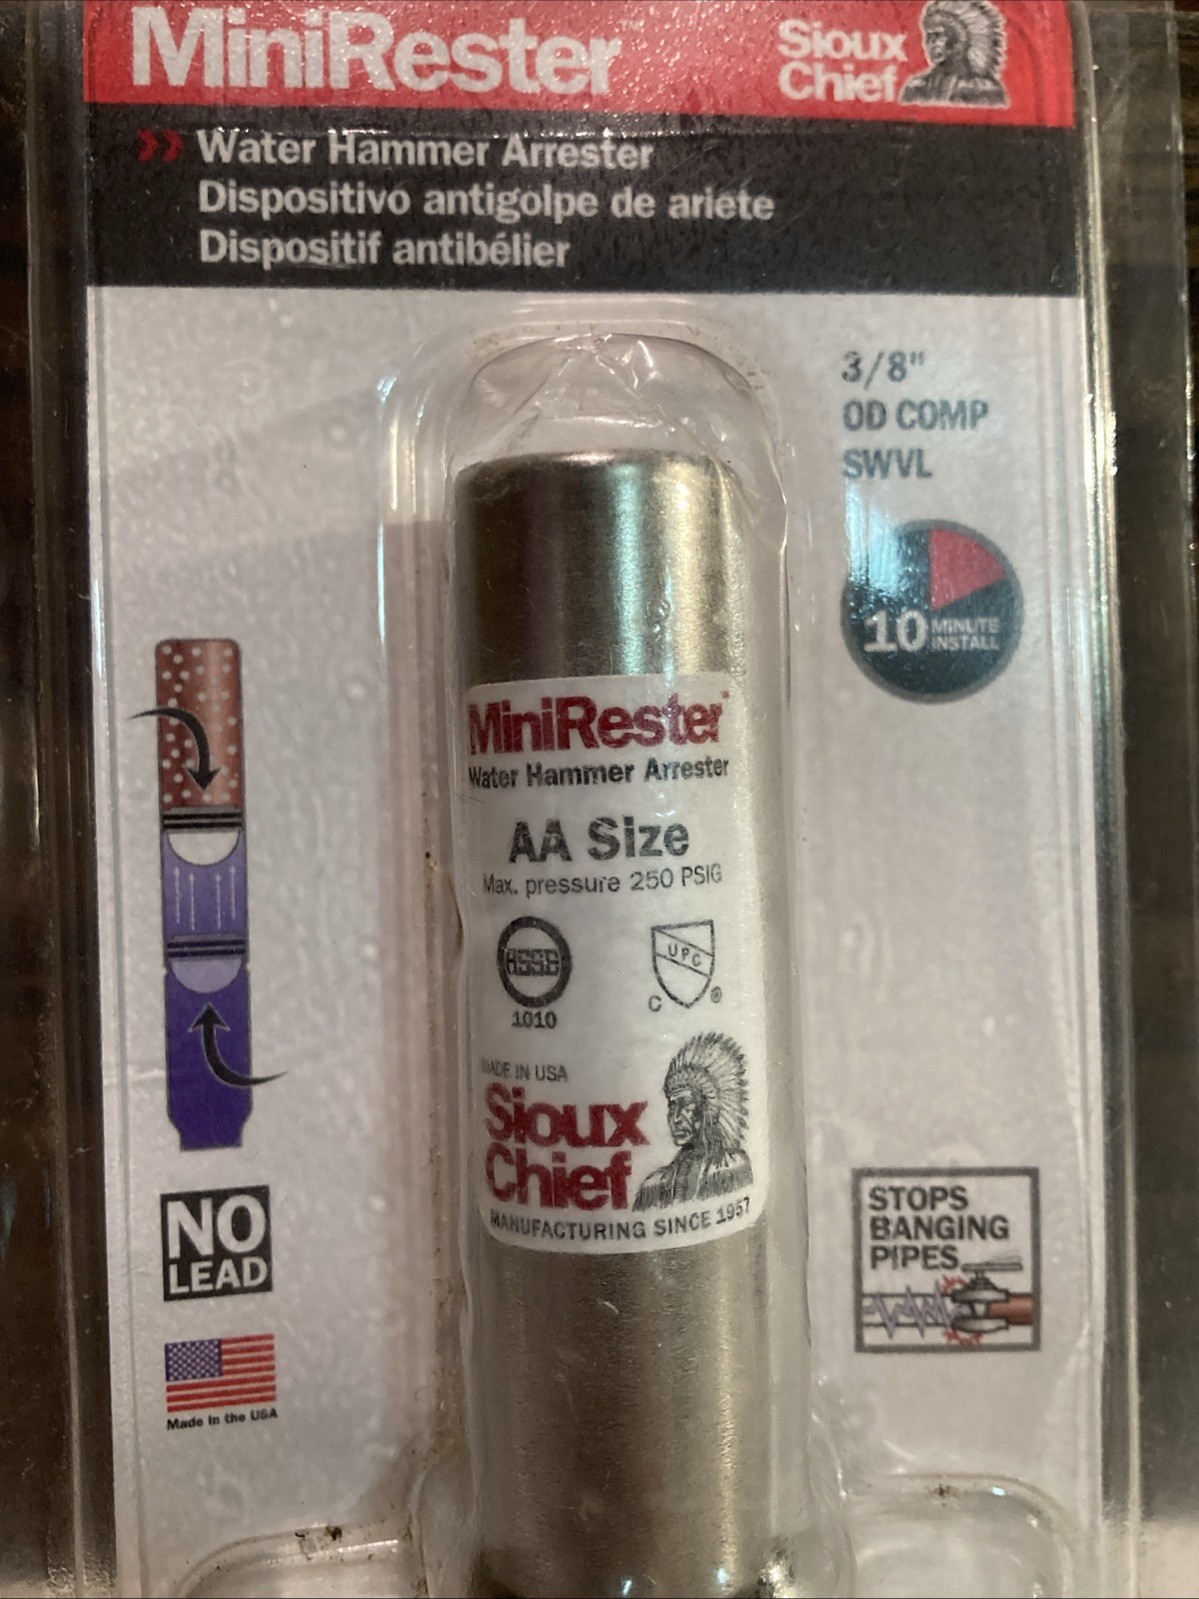 MiniRester™
Sioux
Chief
Water Hammer Arrester
Dispositivo antigolpe de ariete
Dispositif antibélier
3/8"
OD COMP
SWVL
10 MINUTE
INSTALL
MiniRester
Water Hammer Arrester
AA Size
Max. pressure 250 PSIG
ASSE
1010
UPC
C ®
MADE IN USA
Sioux
Chief
MANUFACTURING SINCE 1957
NO
LEAD
Made in the USA
STOPS
BANGING
PIPES